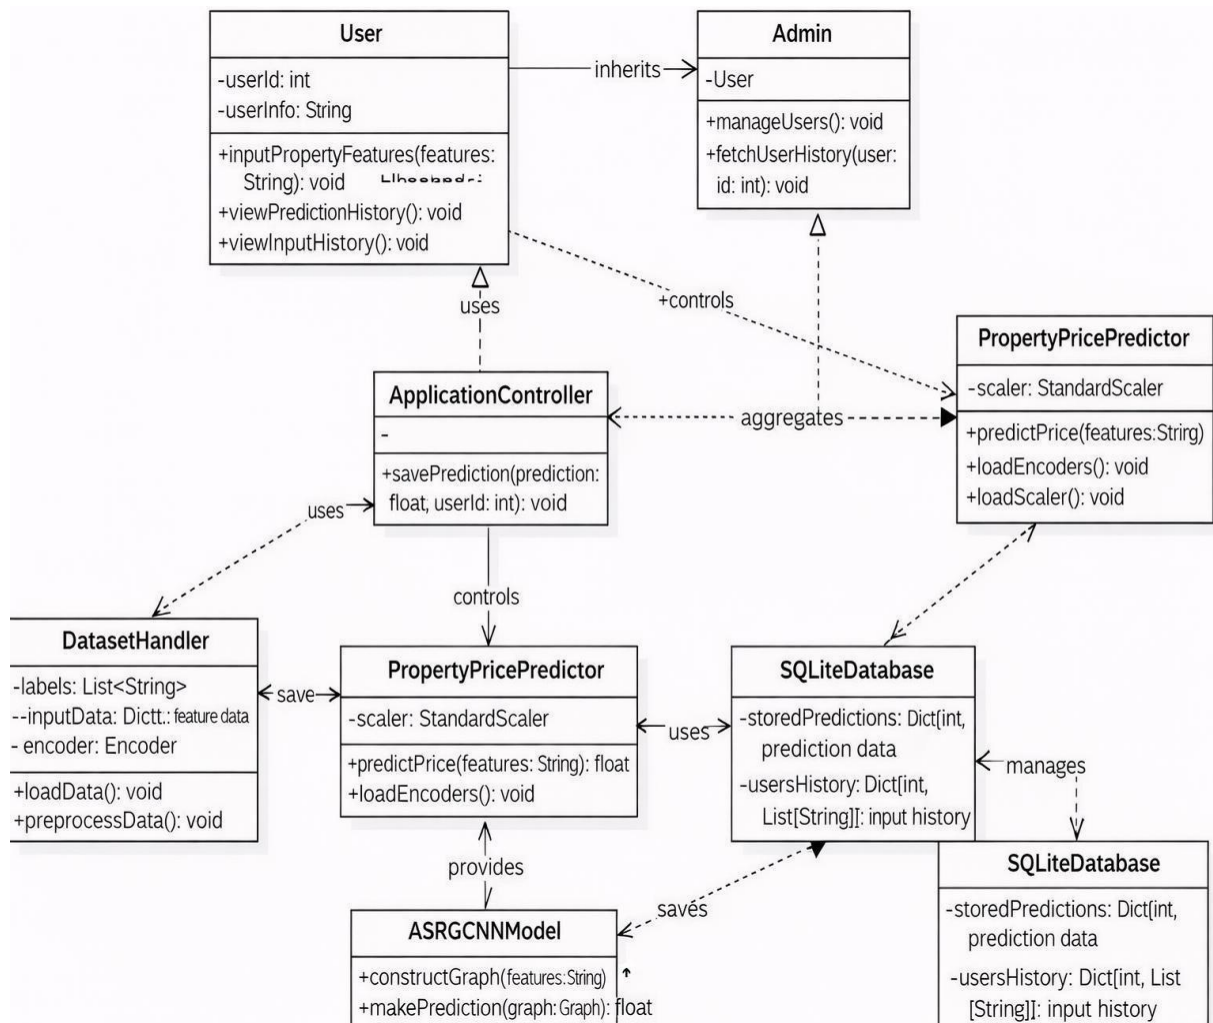 User
-userId: int
-userInfo: String
+inputPropertyFeatures(features:
String): void
+viewPredictionHistory(): void
+viewInputHistory(): void
inherits
Admin
-User
+manageUsers(): void
+fetchUserHistory(user:
id: int): void
uses
+controls
ApplicationController
-
+savePrediction(prediction:
float, userId: int): void
aggregates
PropertyPricePredictor
-scaler: StandardScaler
+predictPrice(features:String)
+loadEncoders(): void
+loadScaler(): void
uses
controls
DatasetHandler
-labels: List<String>
--inputData: Dictt.: feature data
- encoder: Encoder
+loadData(): void
+preprocessData(): void
save
PropertyPricePredictor
-scaler: StandardScaler
+predictPrice(features: String): float
+loadEncoders(): void
uses
SQLiteDatabase
-storedPredictions: Dict[int,
prediction data
-usersHistory: Dict[int,
List[String]]: input history
manages
provides
saves
ASRGCNNModel
+constructGraph(features:String)
+makePrediction(graph: Graph): float
SQLiteDatabase
-storedPredictions: Dict[int,
prediction data
-usersHistory: Dict[int, List
[String]]: input history